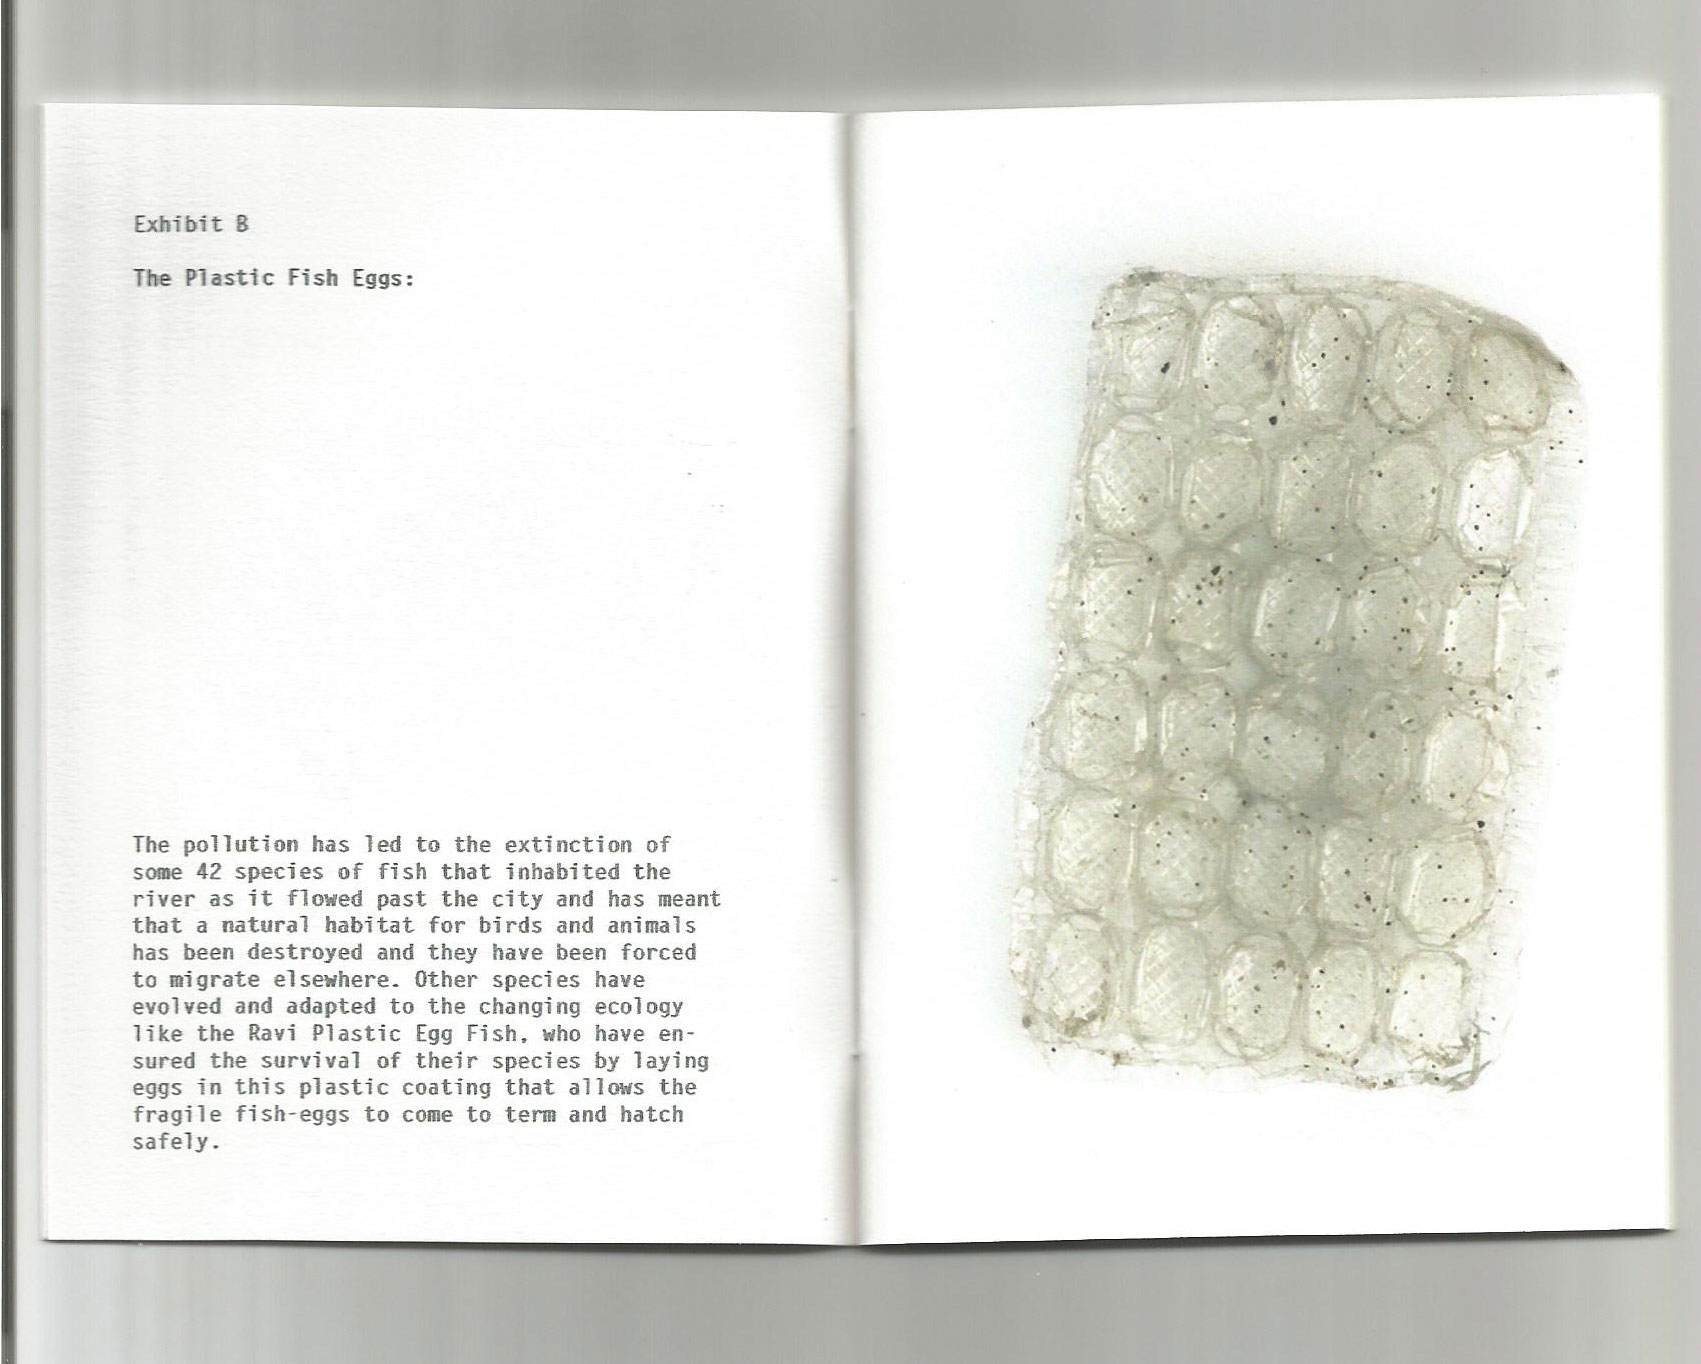 Exhibit B
The Plastic Fish Eggs:
The pollution has led to the extinction of
some 42 species of fish that inhabited the
river as it flowed past the city and has meant
that a natural habitat for birds and animals
has been destroyed and they have been forced
to migrate elsewhere. Other species have
evolved and adapted to the changing ecology
like the Ravi Plastic Egg Fish, who have en-
sured the survival of their species by laying
eggs in this plastic coating that allows the
fragile fish-eggs to come to term and hatch
safely.